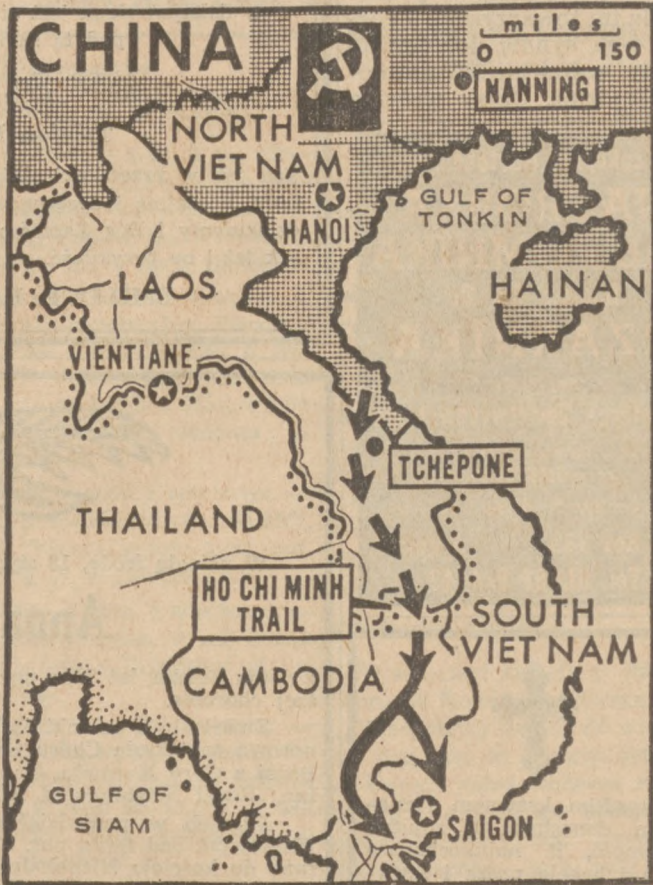 CHINA
miles
0 150
NANNING
NORTH
VIET NAM
HANOI
GULF OF
TONKIN
HAINAN
LAOS
VIENTIANE
TCHEPONE
THAILAND
HO CHI MINH
TRAIL
SOUTH
VIET NAM
CAMBODIA
GULF OF
SIAM
SAIGON